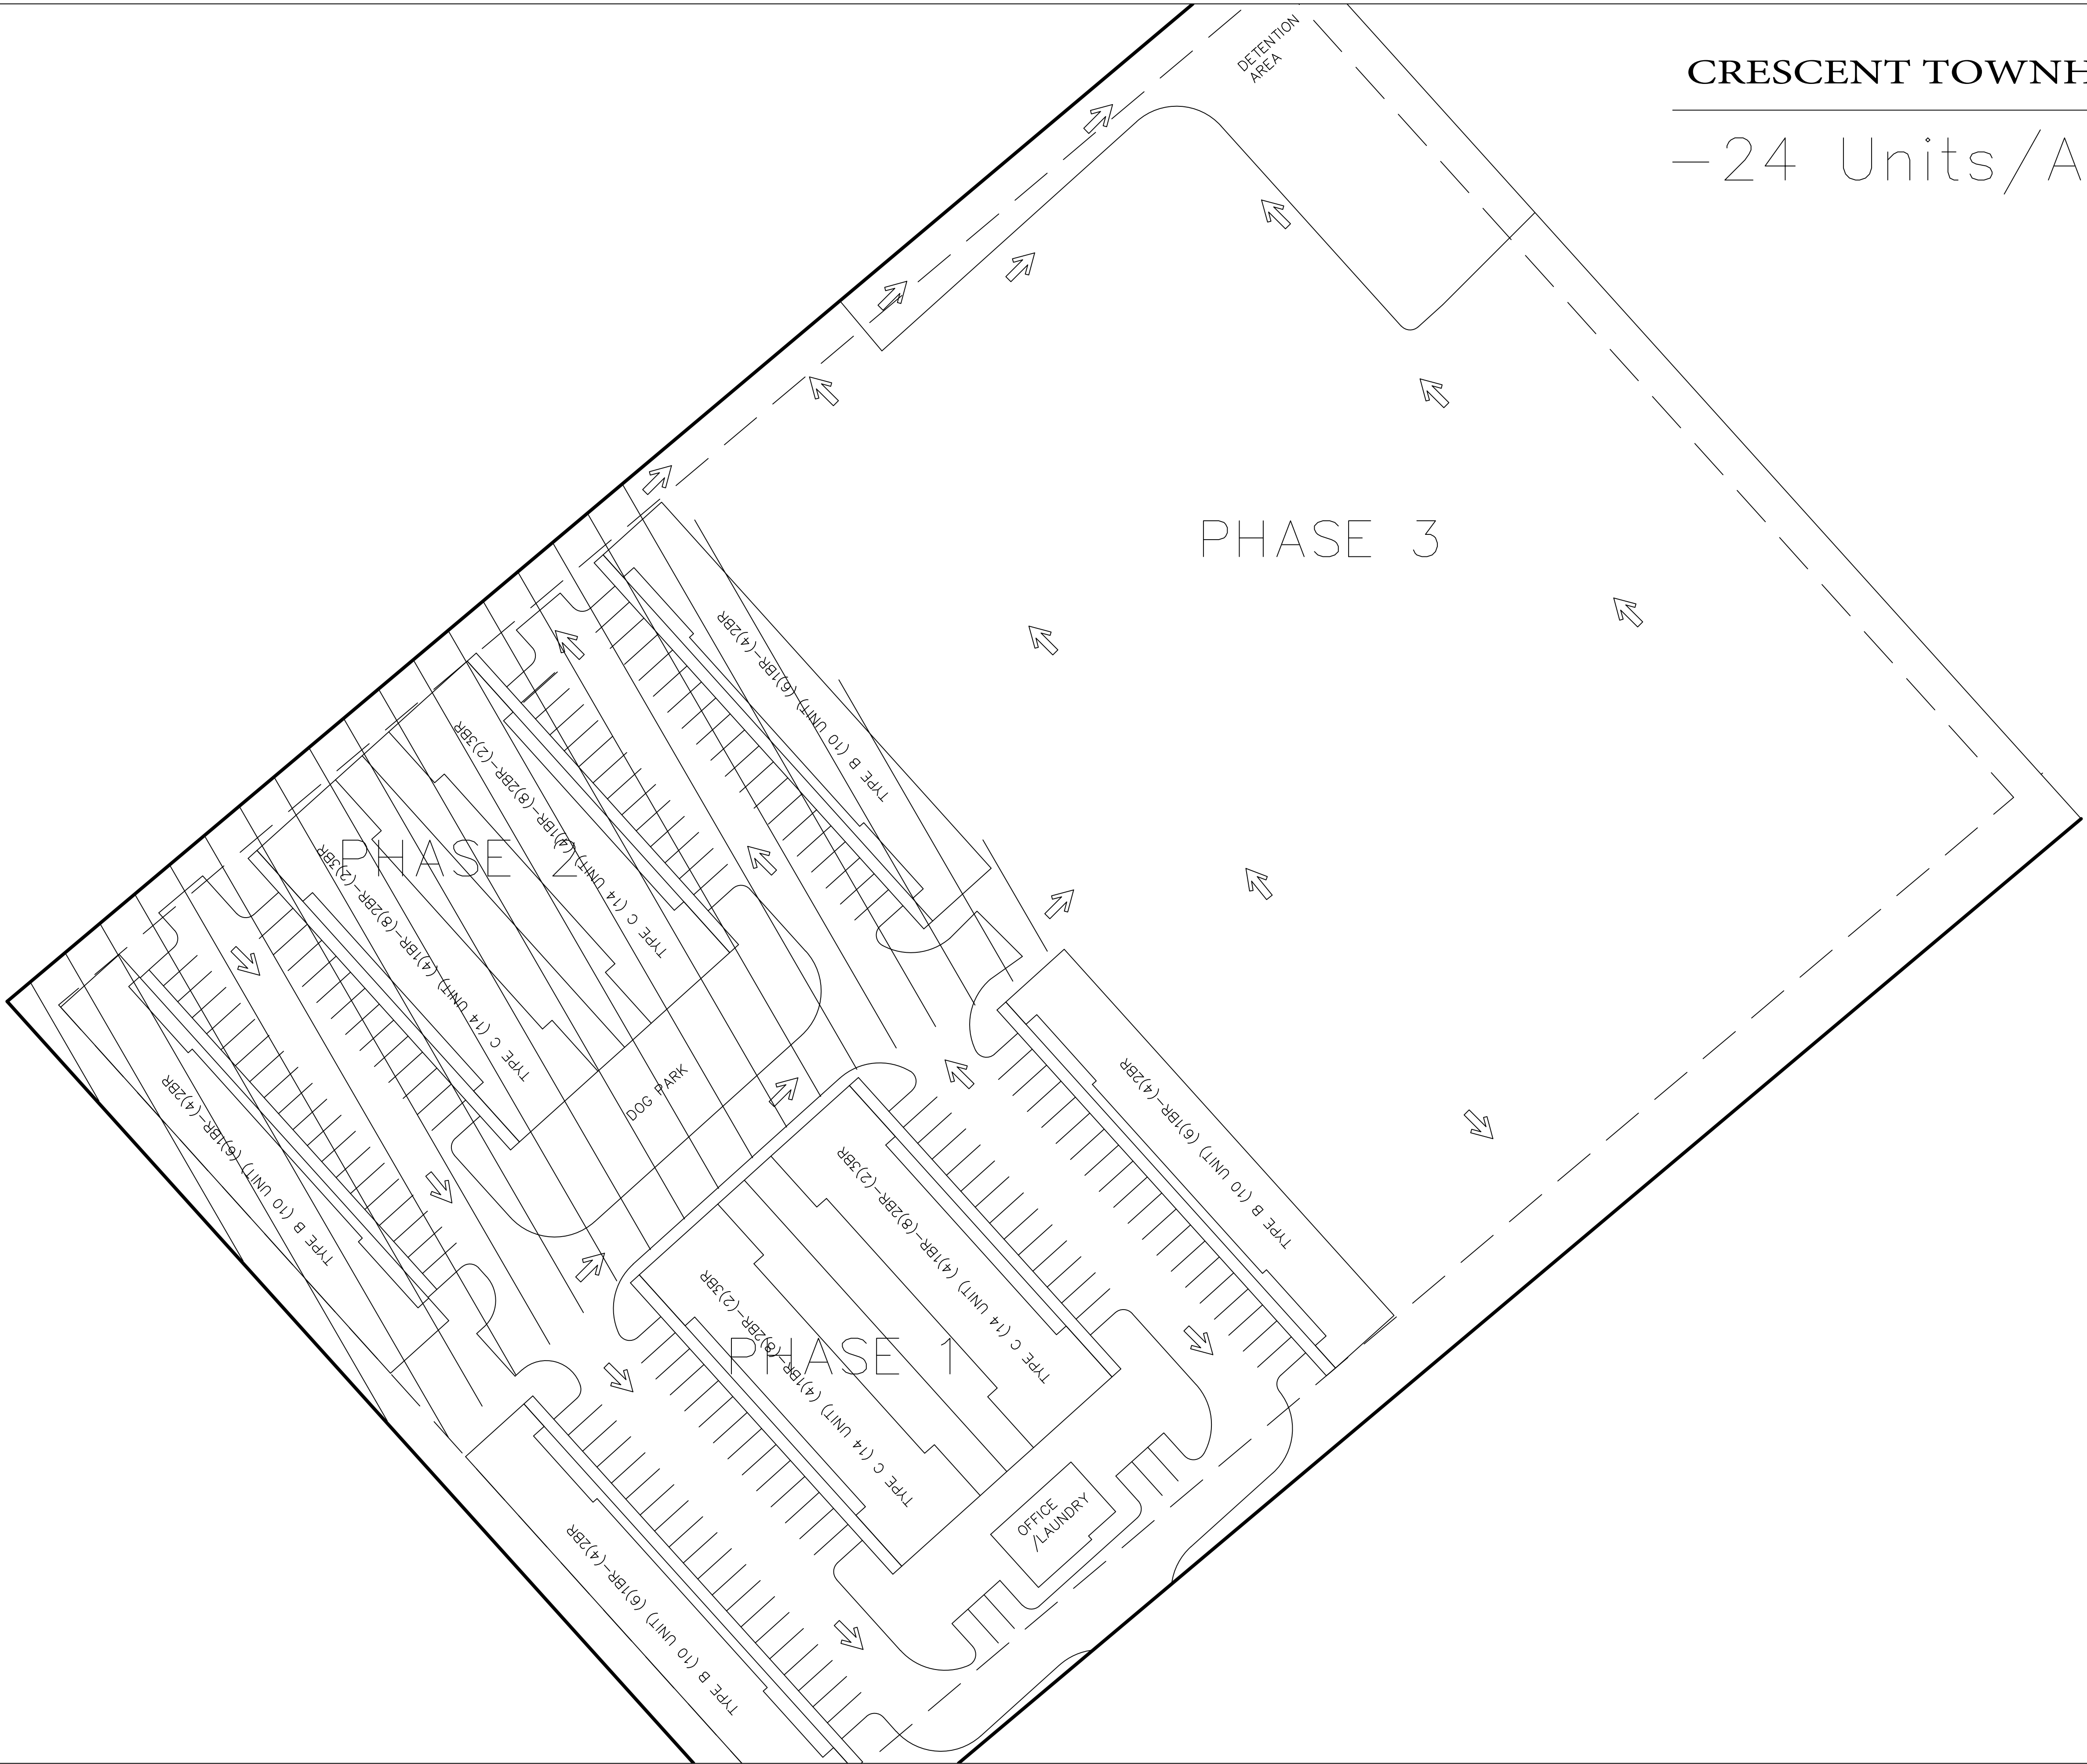 CRESCENT TOWNH
-24 Units/A
DETENTION
AREA
PHASE 3
TYPE B (10 UNIT) (6)1BR-(4)2BR
TYPE C (14 UNIT) (4)1BR-(8)2BR-(2)3BR
PHASE 2
TYPE C (14 UNIT) (4)1BR-(8)2BR-(2)3BR
TYPE B (10 UNIT) (6)1BR-(4)2BR
DOG PARK
TYPE B (10 UNIT) (6)1BR-(4)2BR
TYPE C (14 UNIT) (4)1BR-(8)2BR-(2)3BR
PHASE 1
TYPE C (14 UNIT) (4)1BR-(8)2BR-(2)3BR
OFFICE
/LAUNDRY
TYPE B (10 UNIT) (6)1BR-(4)2BR